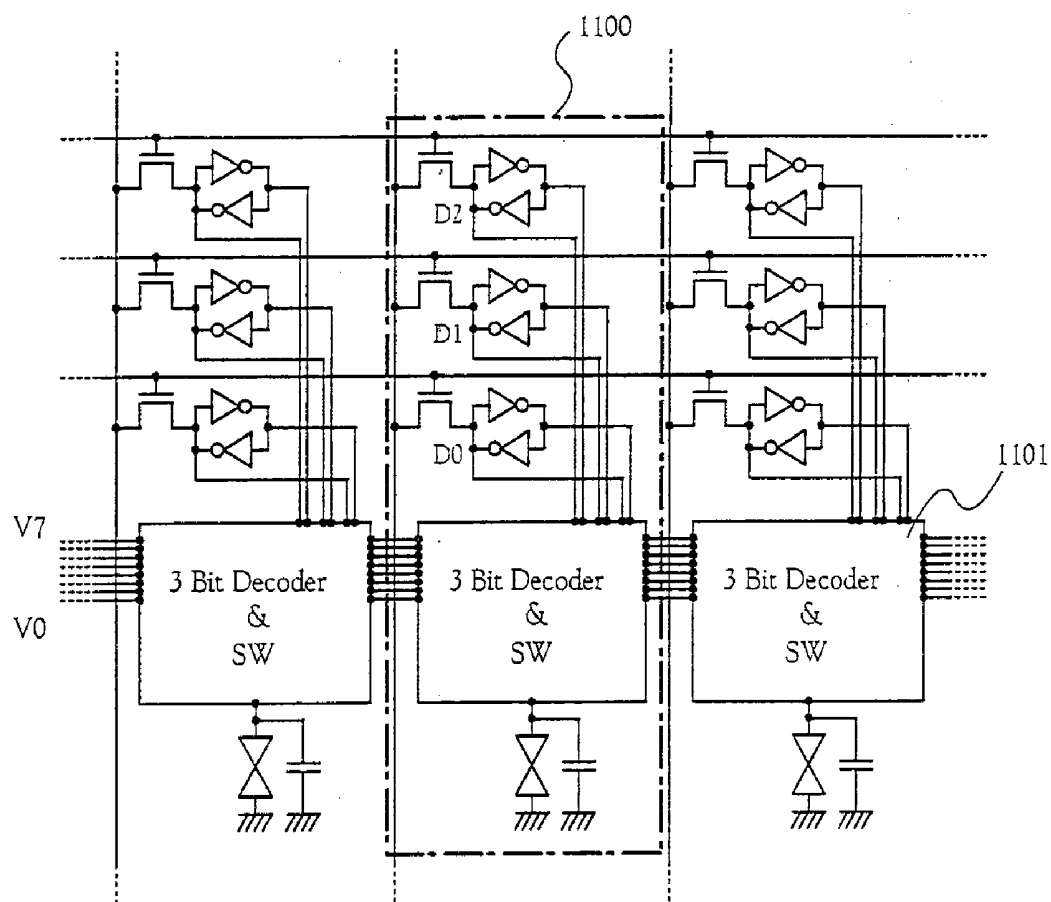 1100
D2
D1
D0
1101
V7
V0
3 Bit Decoder
&
SW
3 Bit Decoder
&
SW
3 Bit Decoder
&
SW